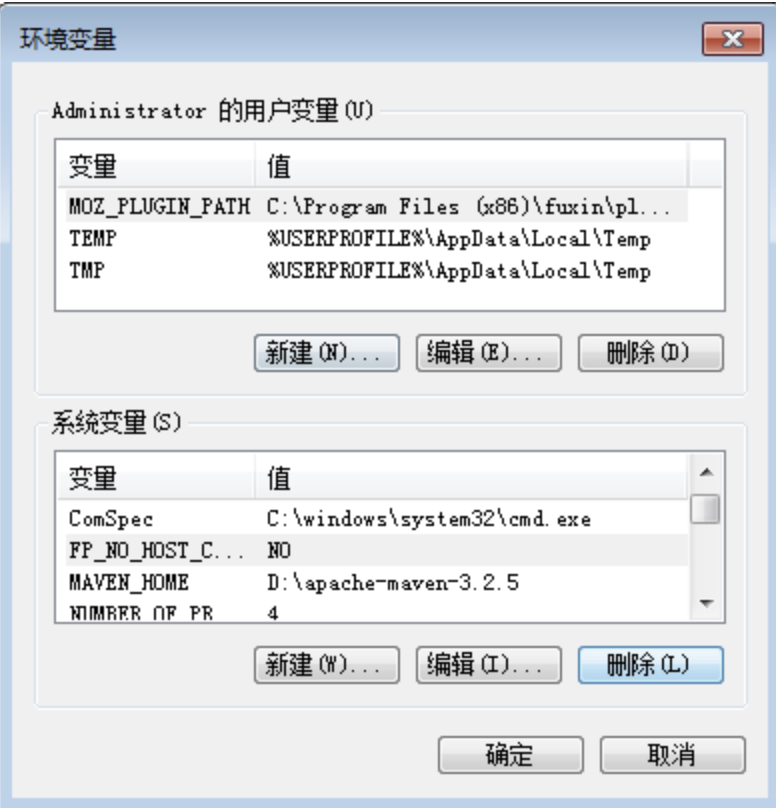 环境变量
Administrator 的用户变量(U)
变量 值
MOZ_PLUGIN_PATH C:\Program Files (x86)\fuxin\pl...
TEMP %USERPROFILE%\AppData\Local\Temp
TMP %USERPROFILE%\AppData\Local\Temp
新建(N)... 编辑(E)... 删除(D)
系统变量(S)
变量 值
ComSpec C:\windows\system32\cmd.exe
FP_NO_HOST_C... NO
MAVEN_HOME D:\apache-maven-3.2.5
NUMBER_OF_PR 4
新建(W)... 编辑(I)... 删除(L)
确定 取消